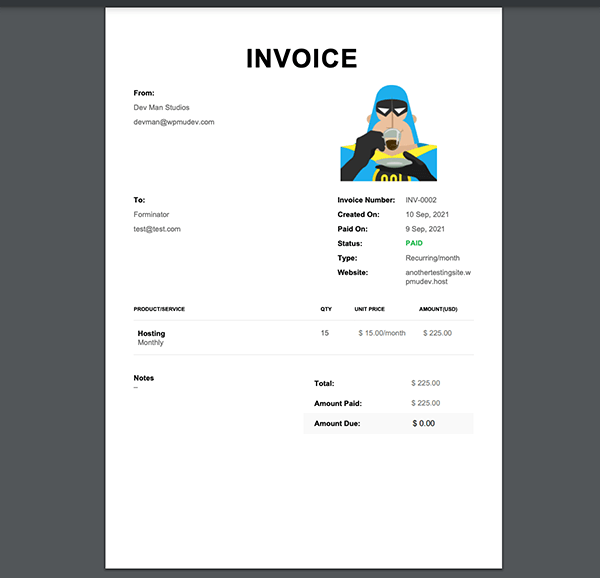 INVOICE
From:
Dev Man Studios
devman@wpmudev.com
To:
Forminator
test@test.com
Invoice Number: INV-0002
Created On: 10 Sep, 2021
Paid On: 9 Sep, 2021
Status: PAID
Type: Recurring/month
Website: anothertestingsite.w
pmudev.host
PRODUCT/SERVICE QTY UNIT PRICE AMOUNT(USD)
Hosting 15 $ 15.00/month $ 225.00
Monthly
Notes
–
Total: $ 225.00
Amount Paid: $ 225.00
Amount Due: $ 0.00